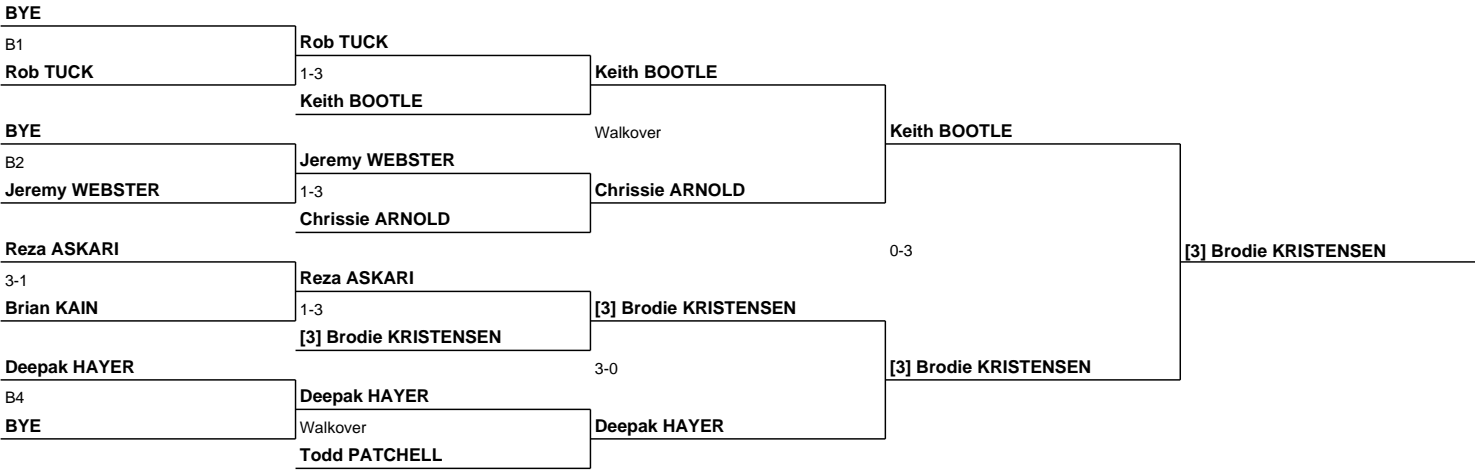 BYE
B1
Rob TUCK
Rob TUCK
1-3
Keith BOOTLE
Keith BOOTLE
BYE
Walkover
Keith BOOTLE
B2
Jeremy WEBSTER
Jeremy WEBSTER
1-3
Chrissie ARNOLD
Chrissie ARNOLD
Reza ASKARI
0-3
[3] Brodie KRISTENSEN
3-1
Reza ASKARI
Brian KAIN
1-3
[3] Brodie KRISTENSEN
[3] Brodie KRISTENSEN
Deepak HAYER
3-0
[3] Brodie KRISTENSEN
B4
Deepak HAYER
BYE
Walkover
Deepak HAYER
Todd PATCHELL